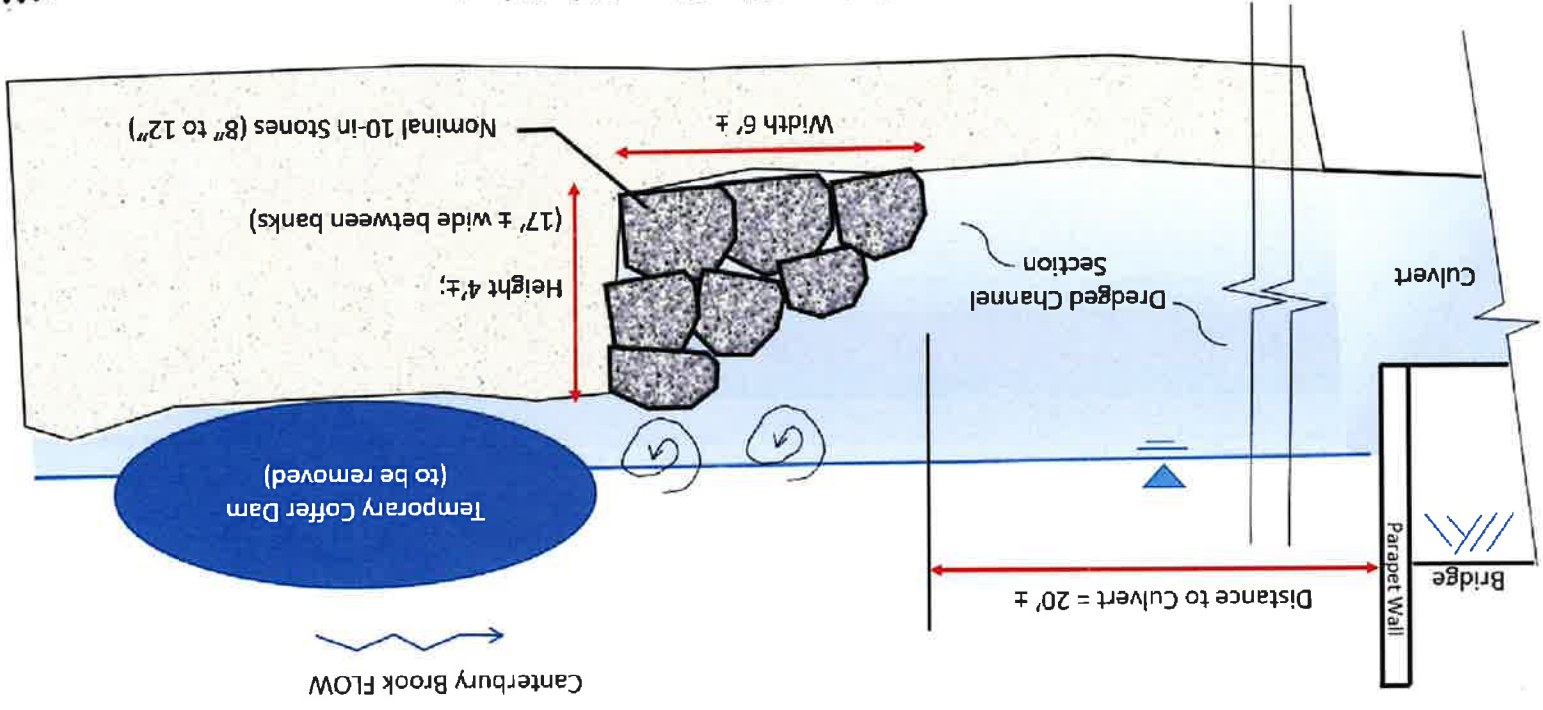 Canterbury Brook FLOW
Distance to Culvert = 20' ±
Bridge
Parapet Wall
Temporary Coffer Dam
(to be removed)
Dredged Channel
Section
Culvert
Height 4'±;
(17' ± wide between banks)
Width 6' ±
Nominal 10-in Stones (8" to 12")